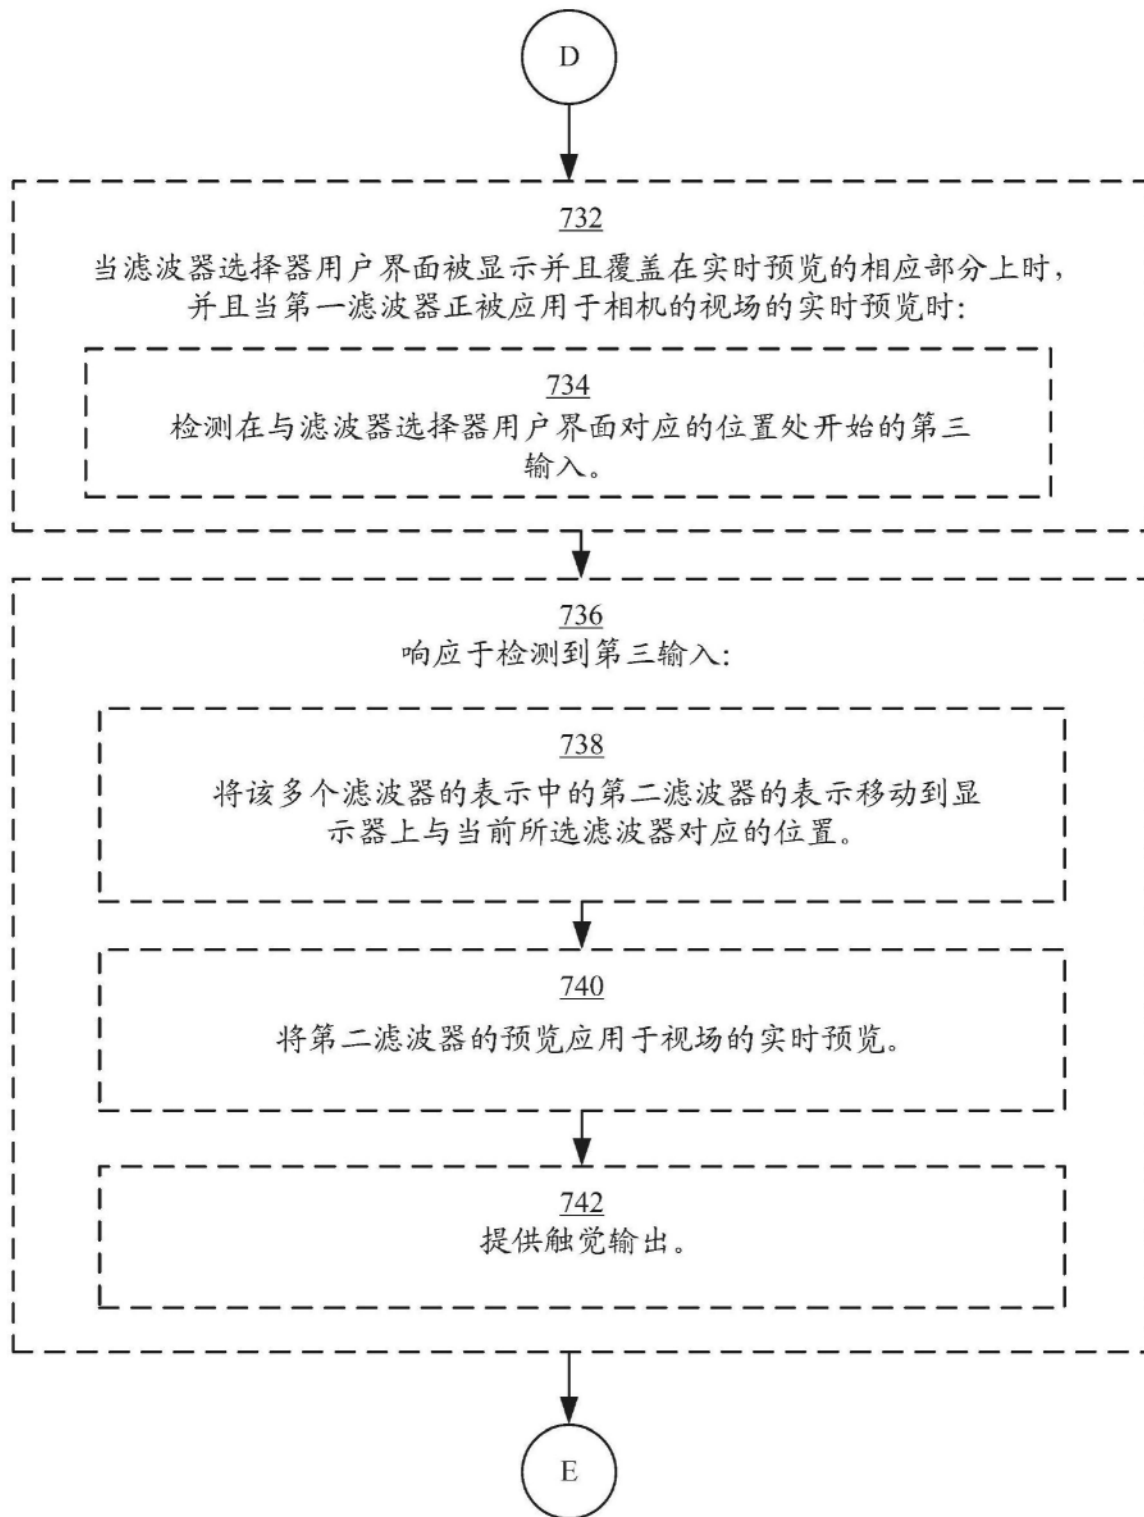 D
732
当滤波器选择器用户界面被显示并且覆盖在实时预览的相应部分上时，
并且当第一滤波器正被应用于相机的视场的实时预览时：
734
检测在与滤波器选择器用户界面对应的位置处开始的第三
输入。
736
响应于检测到第三输入：
738
将该多个滤波器的表示中的第二滤波器的表示移动到显
示器上与当前所选滤波器对应的位置。
740
将第二滤波器的预览应用于视场的实时预览。
742
提供触觉输出。
E